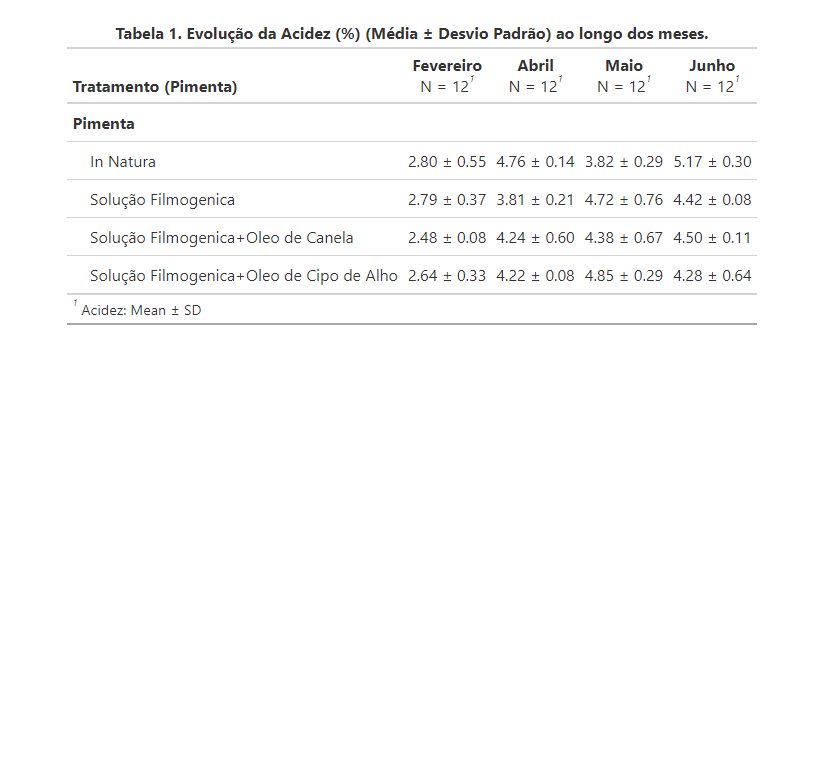 Tabela 1. Evolução da Acidez (%) (Média ± Desvio Padrão) ao longo dos meses.
Tratamento (Pimenta) Fevereiro N = 12¹ Abril N = 12¹ Maio N = 12¹ Junho N = 12¹
Pimenta
In Natura 2.80 ± 0.55 4.76 ± 0.14 3.82 ± 0.29 5.17 ± 0.30
Solução Filmogenica 2.79 ± 0.37 3.81 ± 0.21 4.72 ± 0.76 4.42 ± 0.08
Solução Filmogenica+Oleo de Canela 2.48 ± 0.08 4.24 ± 0.60 4.38 ± 0.67 4.50 ± 0.11
Solução Filmogenica+Oleo de Cipo de Alho 2.64 ± 0.33 4.22 ± 0.08 4.85 ± 0.29 4.28 ± 0.64
¹ Acidez: Mean ± SD